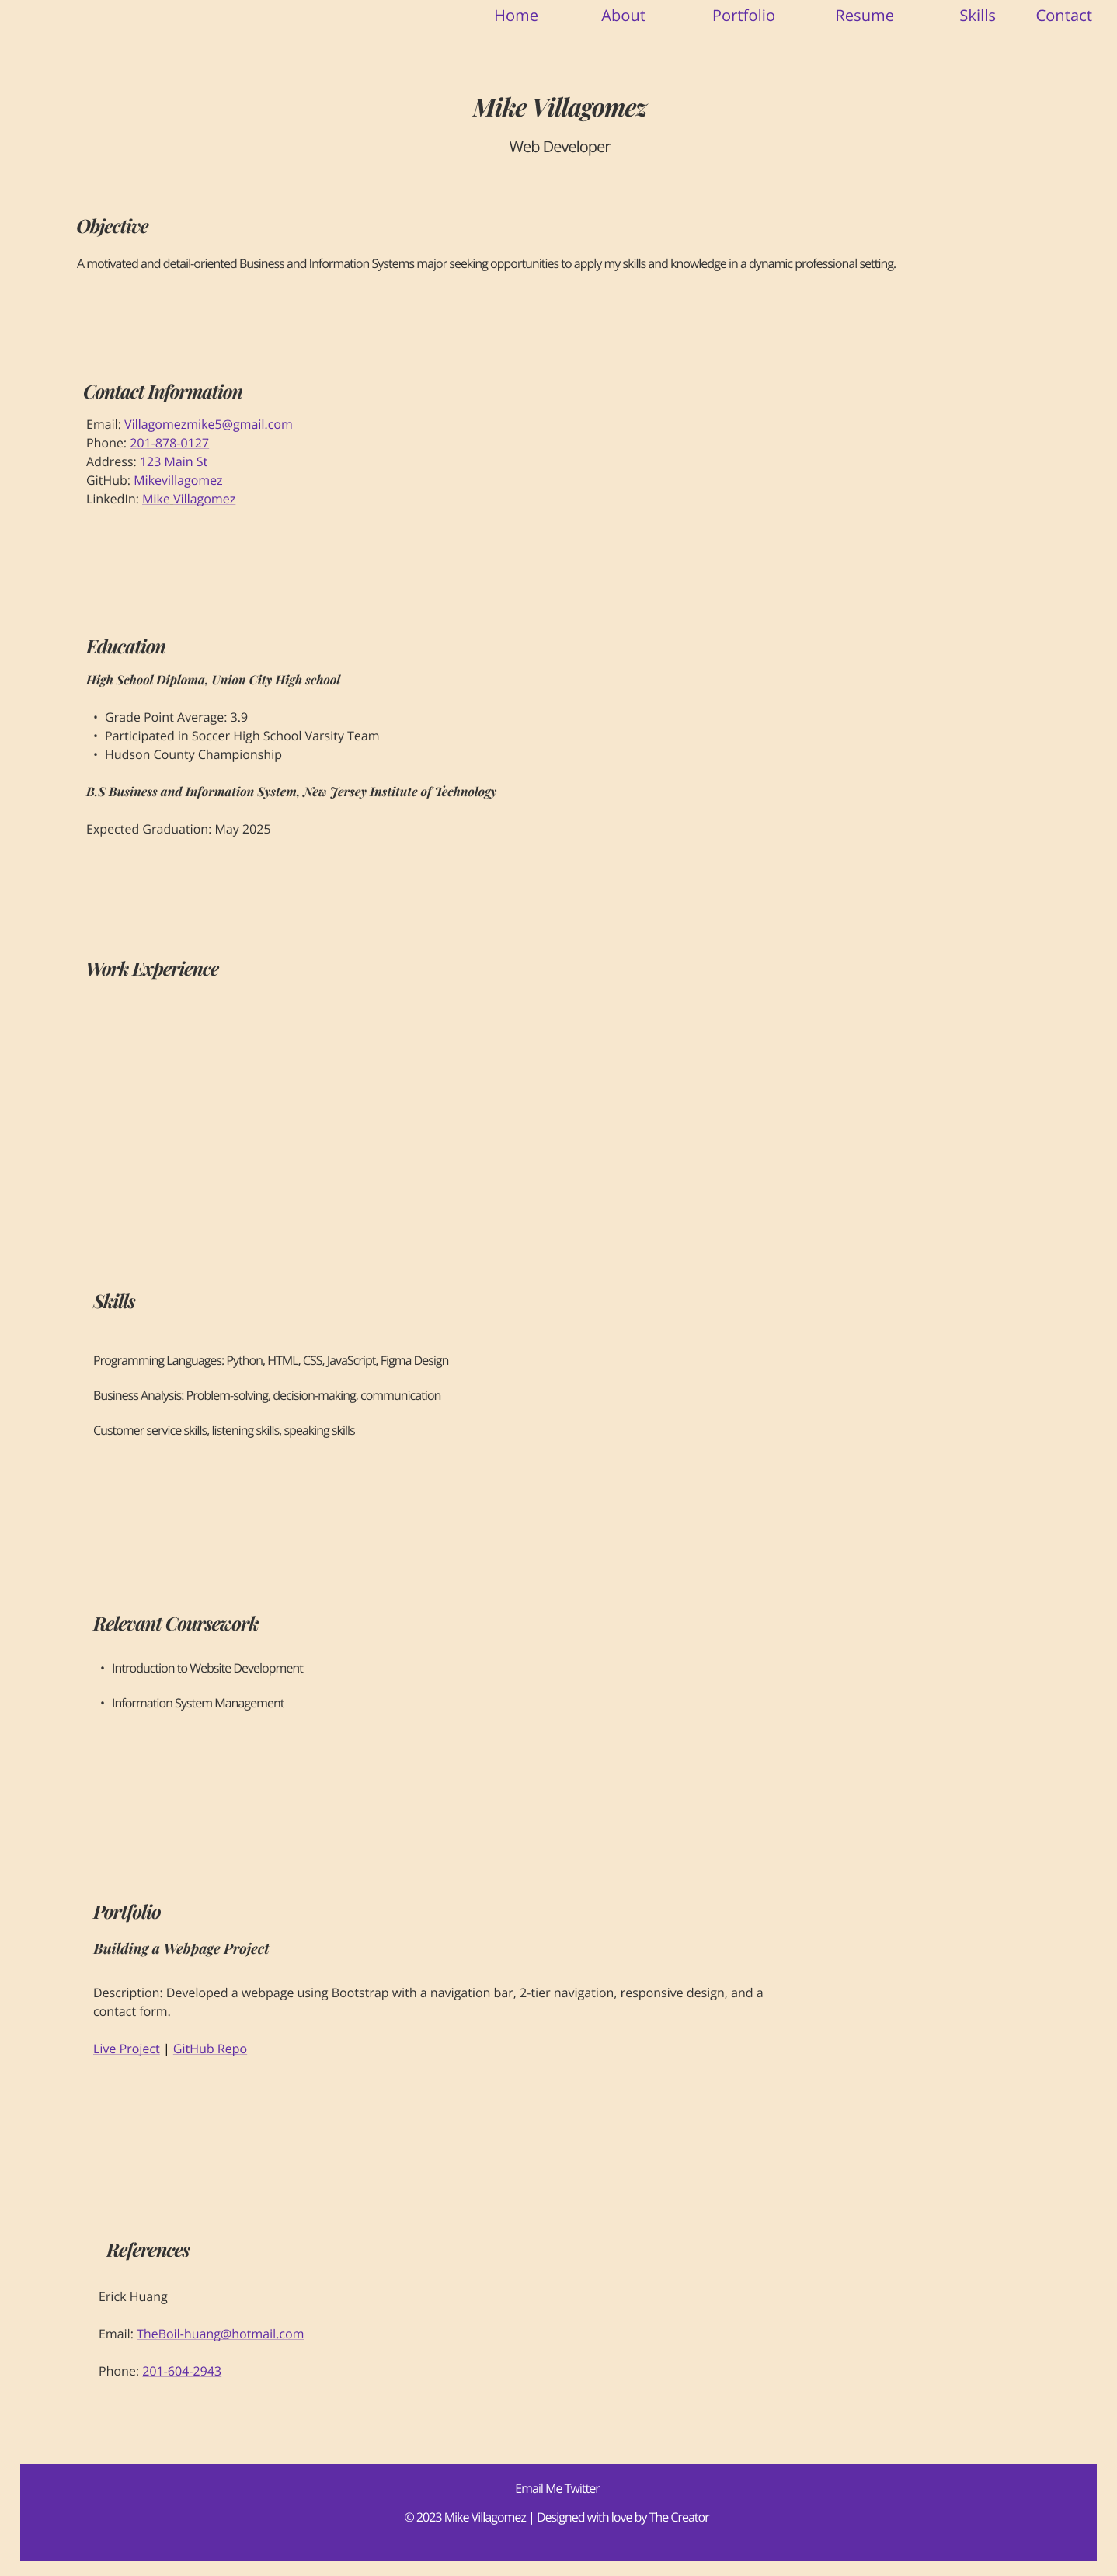 Home About Portfolio Resume Skills Contact
Mike Villagomez
Web Developer
Objective
A motivated and detail-oriented Business and Information Systems major seeking opportunities to apply my skills and knowledge in a dynamic professional setting.
Contact Information
Email: Villagomezmike5@gmail.com
Phone: 201-878-0127
Address: 123 Main St
GitHub: Mikevillagomez
LinkedIn: Mike Villagomez
Education
High School Diploma, Union City High school
• Grade Point Average: 3.9
• Participated in Soccer High School Varsity Team
• Hudson County Championship
B.S Business and Information System, New Jersey Institute of Technology
Expected Graduation: May 2025
Work Experience
Skills
Programming Languages: Python, HTML, CSS, JavaScript, Figma Design
Business Analysis: Problem-solving, decision-making, communication
Customer service skills, listening skills, speaking skills
Relevant Coursework
• Introduction to Website Development
• Information System Management
Portfolio
Building a Webpage Project
Description: Developed a webpage using Bootstrap with a navigation bar, 2-tier navigation, responsive design, and a
contact form.
Live Project | GitHub Repo
References
Erick Huang
Email: TheBoil-huang@hotmail.com
Phone: 201-604-2943
Email Me Twitter
© 2023 Mike Villagomez | Designed with love by The Creator